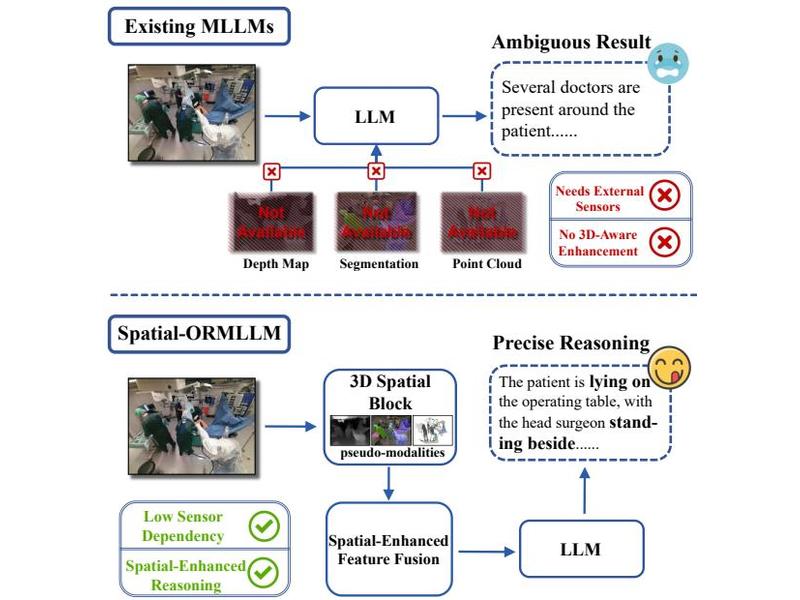 Existing MLLMs
Ambiguous Result
LLM
Several doctors are
present around the
patient......
Not
Available
Not
Available
Not
Available
Depth Map
Segmentation
Point Cloud
Needs External
Sensors
No 3D-Aware
Enhancement
Spatial-ORMLLM
Precise Reasoning
3D Spatial
Block
pseudo-modalities
The patient is lying on
the operating table, with
the head surgeon stand-
ing beside......
Low Sensor
Dependency
Spatial-Enhanced
Reasoning
Spatial-Enhanced
Feature Fusion
LLM